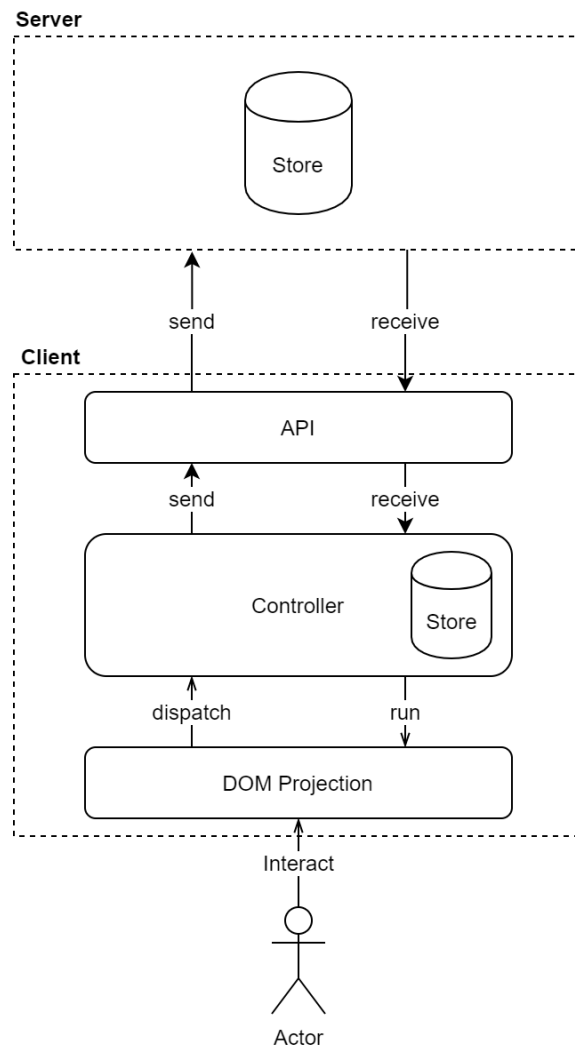 Server
Store
send
receive
Client
API
send
receive
Controller
Store
dispatch
run
DOM Projection
Interact
Actor